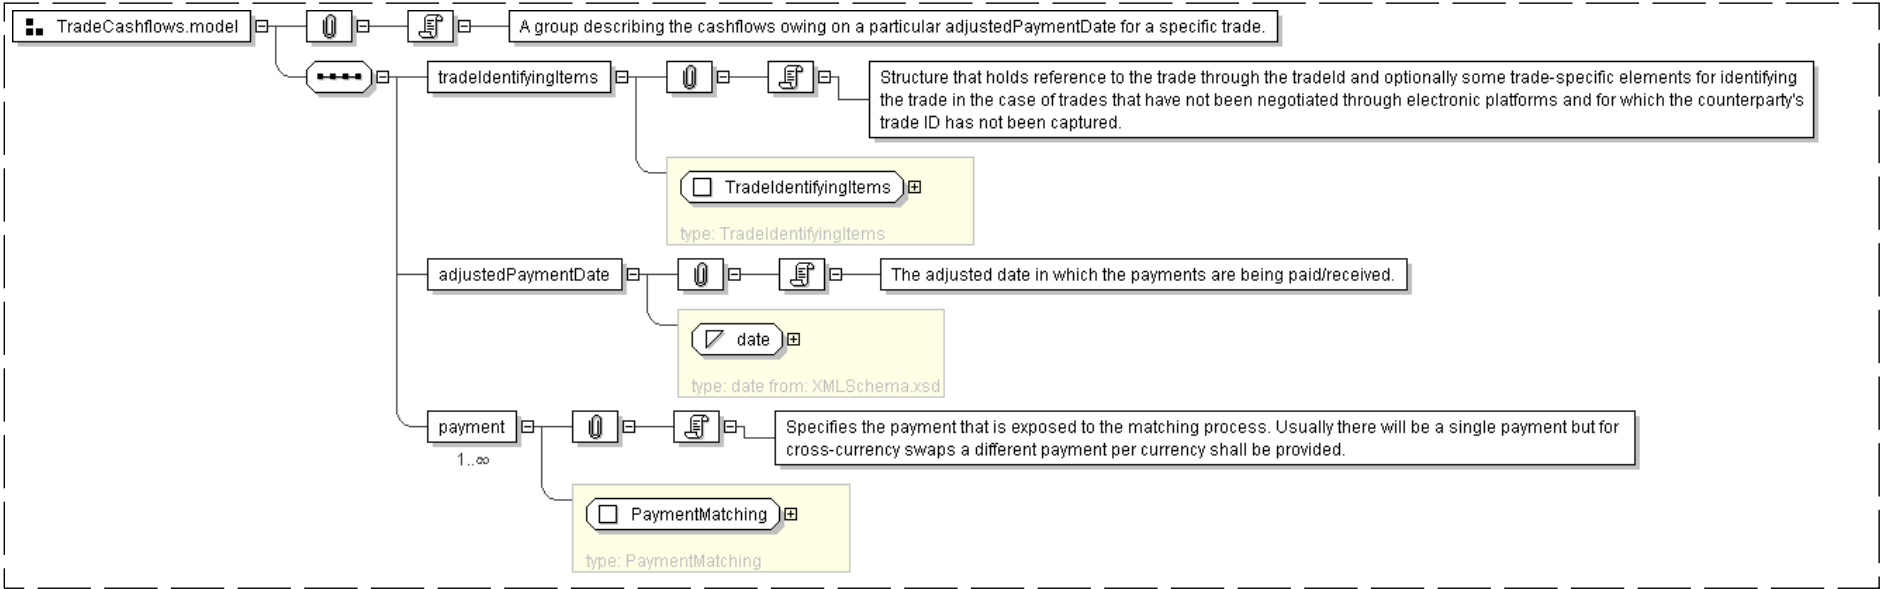 TradeCashflows.model
A group describing the cashflows owing on a particular adjustedPaymentDate for a specific trade.
tradeIdentifyingItems
Structure that holds reference to the trade through the tradeId and optionally some trade-specific elements for identifying
the trade in the case of trades that have not been negotiated through electronic platforms and for which the counterparty's
trade ID has not been captured.
TradeIdentifyingItems
type: TradeIdentifyingItems
adjustedPaymentDate
The adjusted date in which the payments are being paid/received.
date
type: date from: XMLSchema.xsd
payment
1..∞
Specifies the payment that is exposed to the matching process. Usually there will be a single payment but for
cross-currency swaps a different payment per currency shall be provided.
PaymentMatching
type: PaymentMatching